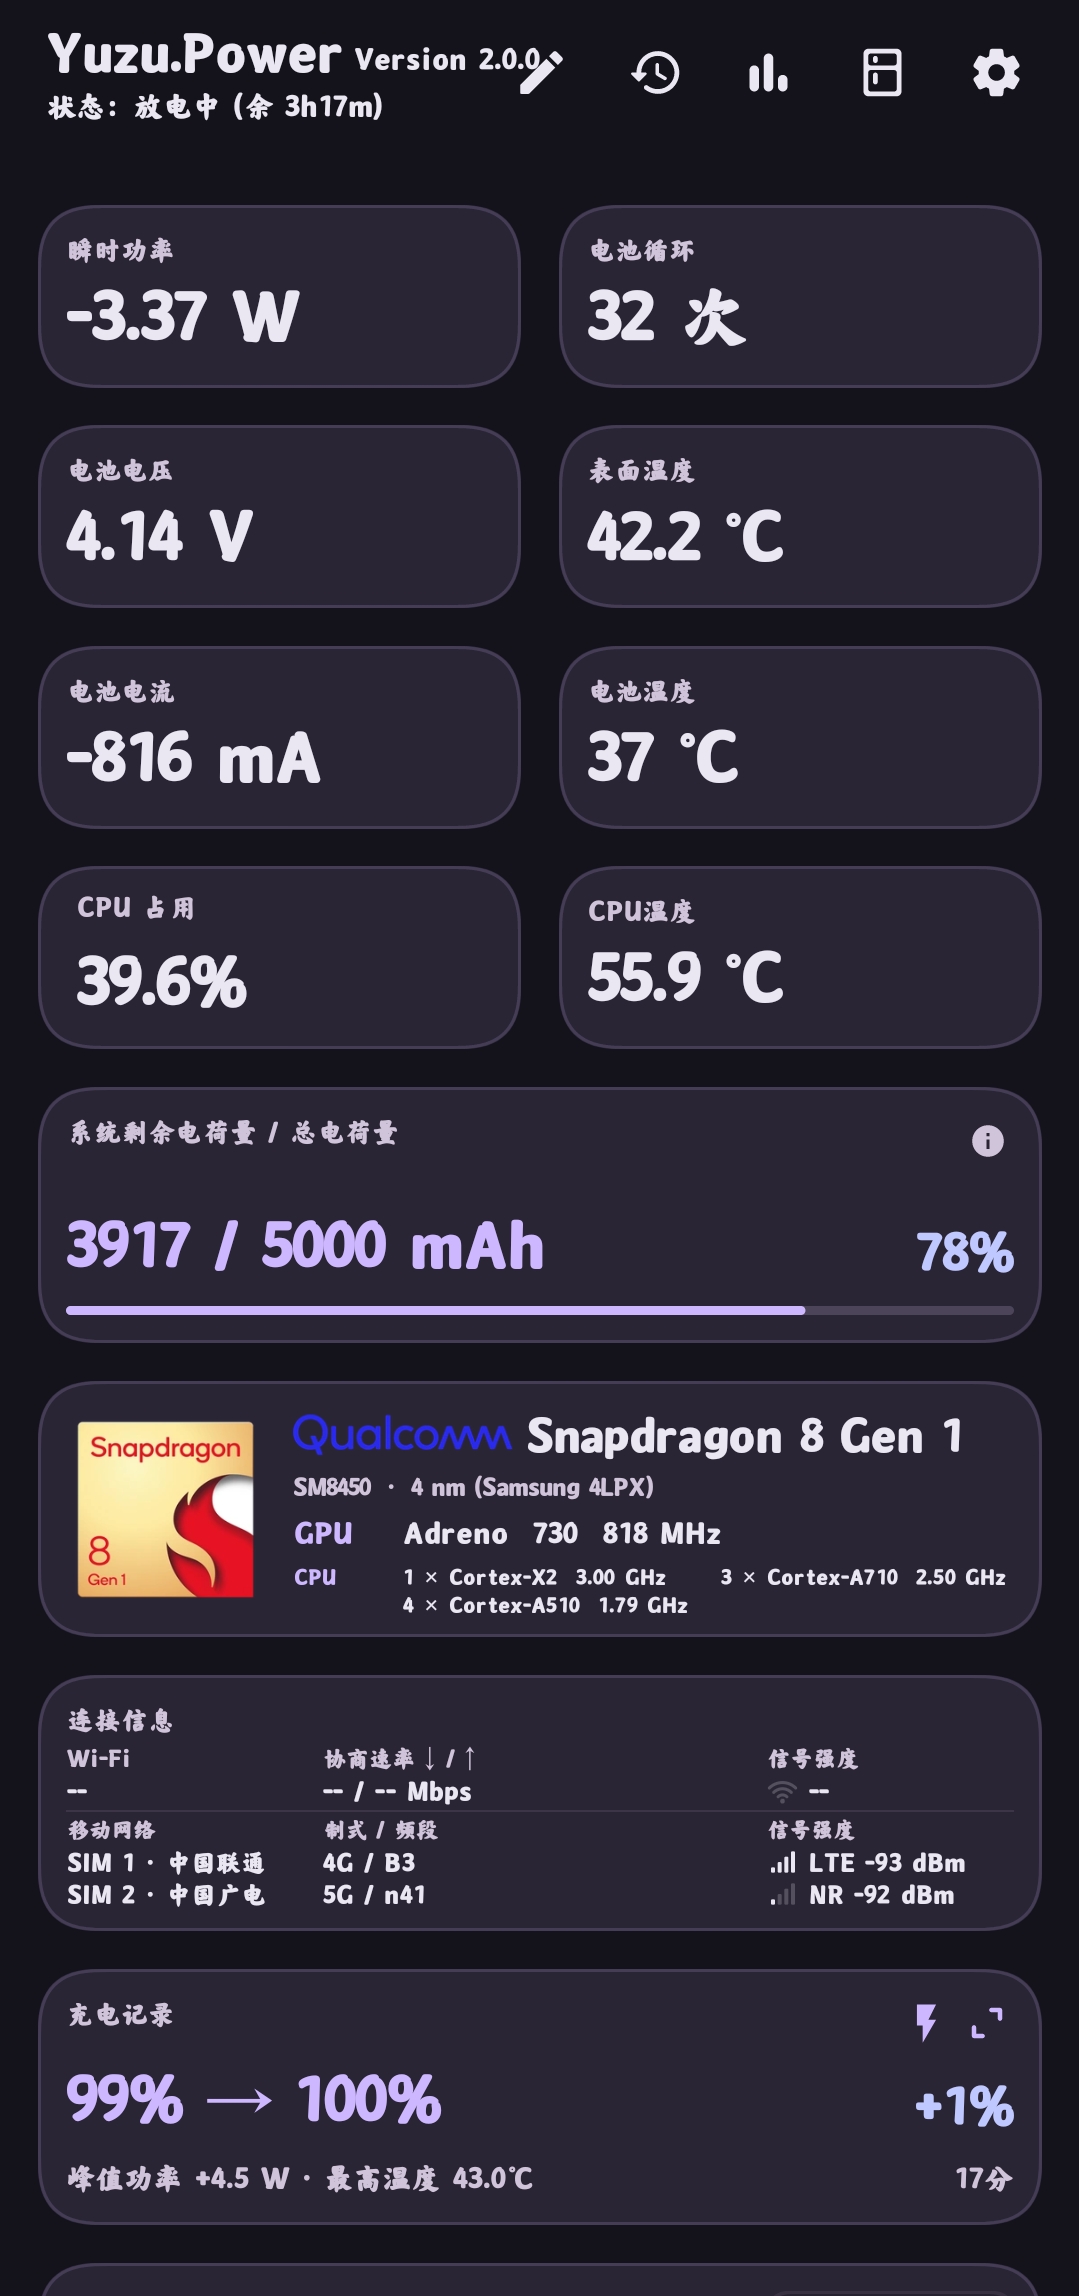 Yuzu.Power Version 2.0.0
状态：放电中 (余 3h17m)
瞬时功率
-3.37 W
电池循环
32 次
电池电压
4.14 V
表面温度
42.2 °C
电池电流
-816 mA
电池温度
37 °C
CPU 占用
39.6%
CPU温度
55.9 °C
系统剩余电荷量 / 总电荷量
3917 / 5000 mAh
78%
Snapdragon
8
Gen 1
Qualcomm Snapdragon 8 Gen 1
SM8450 · 4 nm (Samsung 4LPX)
GPU Adreno 730 818 MHz
CPU 1 × Cortex-X2 3.00 GHz 3 × Cortex-A710 2.50 GHz
4 × Cortex-A510 1.79 GHz
连接信息
Wi-Fi 协商速率 ↓ / ↑ 信号强度
-- -- / -- Mbps --
移动网络 制式 / 频段 信号强度
SIM 1 · 中国联通 4G / B3 LTE -93 dBm
SIM 2 · 中国广电 5G / n41 NR -92 dBm
充电记录
99% → 100%
+1%
峰值功率 +4.5 W · 最高温度 43.0℃
17分